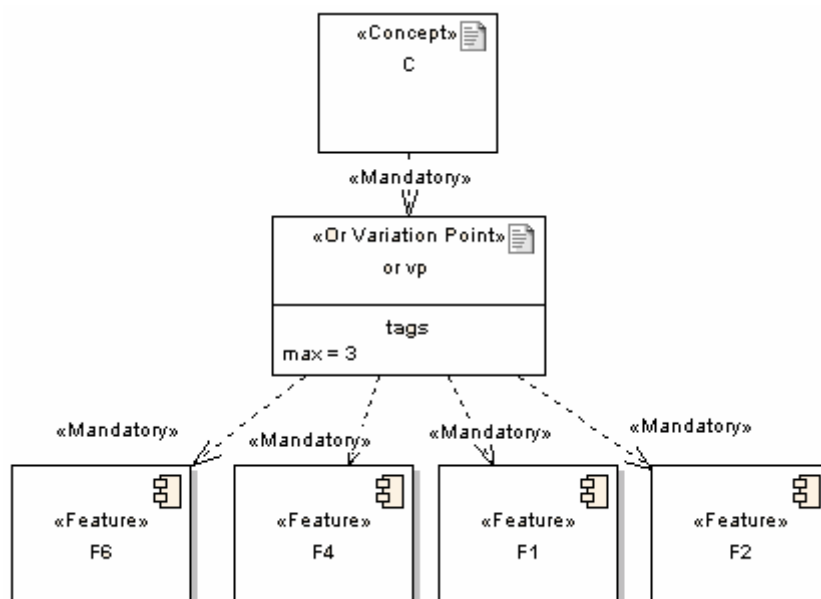 «Concept»
C
«Mandatory»
«Or Variation Point»
or vp
tags
max = 3
«Mandatory»
«Mandatory»
«Mandatory»
«Mandatory»
«Feature»
F6
«Feature»
F4
«Feature»
F1
«Feature»
F2